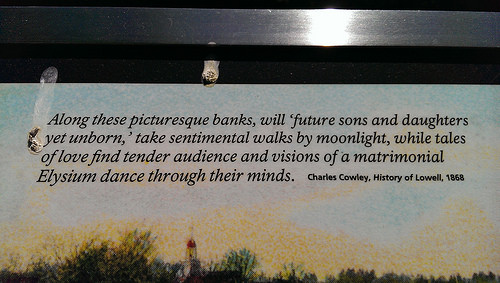 Along these picturesque banks, will ‘future sons and daughters
yet unborn,’ take sentimental walks by moonlight, while tales
of love find tender audience and visions of a matrimonial
Elysium dance through their minds. Charles Cowley, History of Lowell, 1868